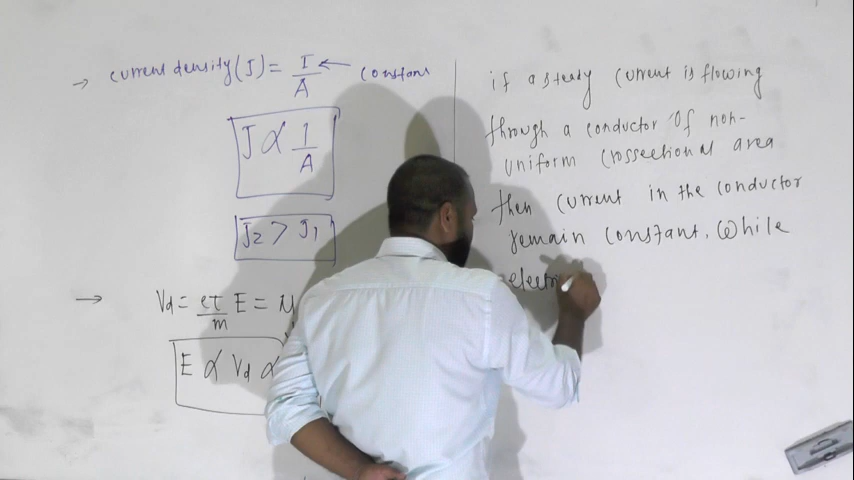 → current density (J) = I/A ← constant
J ∝ 1/A
J₂ > J₁
→ Vd = eτ/m E =
E ∝ Vd ∝
if a steady current is flowing
through a conductor of non-
uniform crossectional area
then current in the conductor
remain constant. While
electri